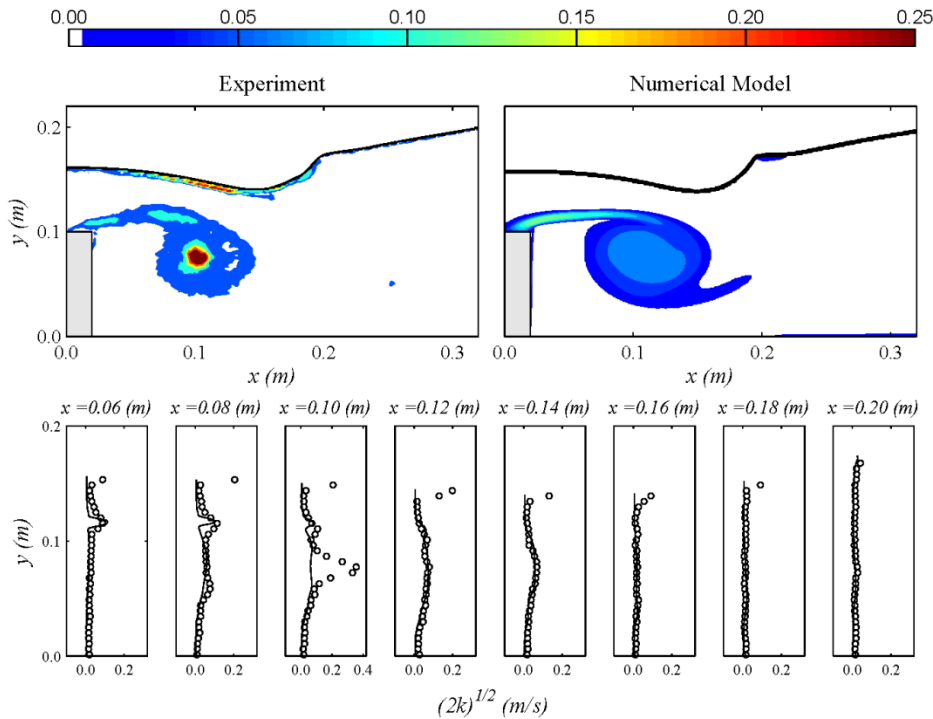 0.00 0.05 0.10 0.15 0.20 0.25
Experiment Numerical Model
0.2
0.1
0.0
y (m)
0.0 0.1 0.2 0.3
x (m)
0.0 0.1 0.2 0.3
x (m)
x =0.06 (m) x =0.08 (m) x =0.10 (m) x =0.12 (m) x =0.14 (m) x =0.16 (m) x =0.18 (m) x =0.20 (m)
0.2
0.1
0.0
y (m)
0.0 0.2 0.0 0.2 0.0 0.2 0.4 0.0 0.2 0.0 0.2 0.0 0.2 0.0 0.2 0.0 0.2
(2k)^{1/2} (m/s)